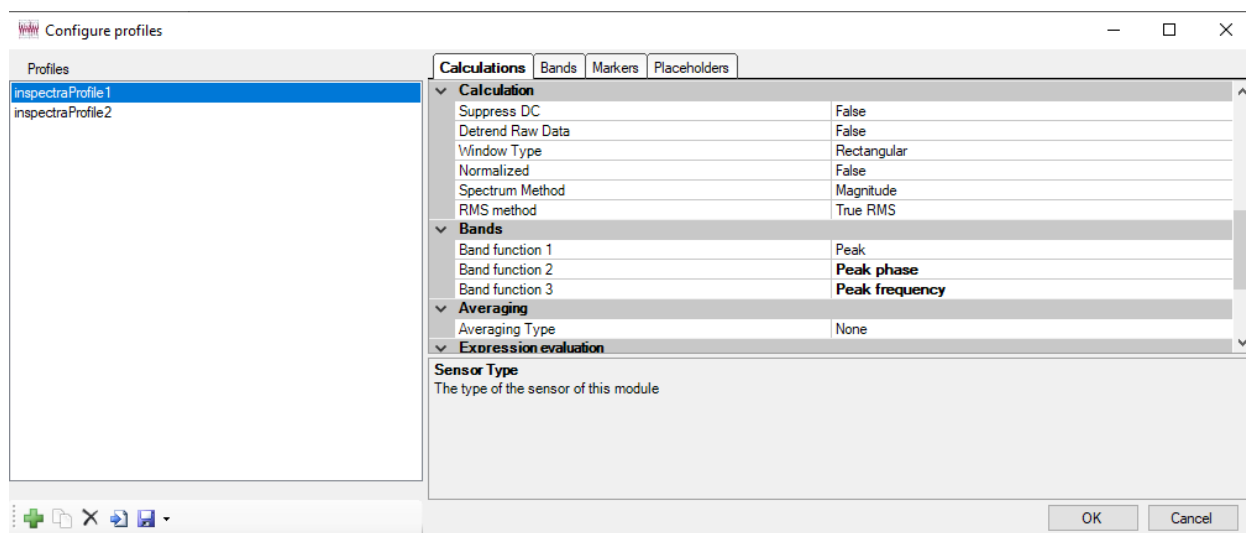 Configure profiles
Profiles
inspectraProfile1
inspectraProfile2
Calculations Bands Markers Placeholders
Calculation
Suppress DC False
Detrend Raw Data False
Window Type Rectangular
Normalized False
Spectrum Method Magnitude
RMS method True RMS
Bands
Band function 1 Peak
Band function 2 Peak phase
Band function 3 Peak frequency
Averaging
Averaging Type None
Expression evaluation
Sensor Type
The type of the sensor of this module
OK Cancel